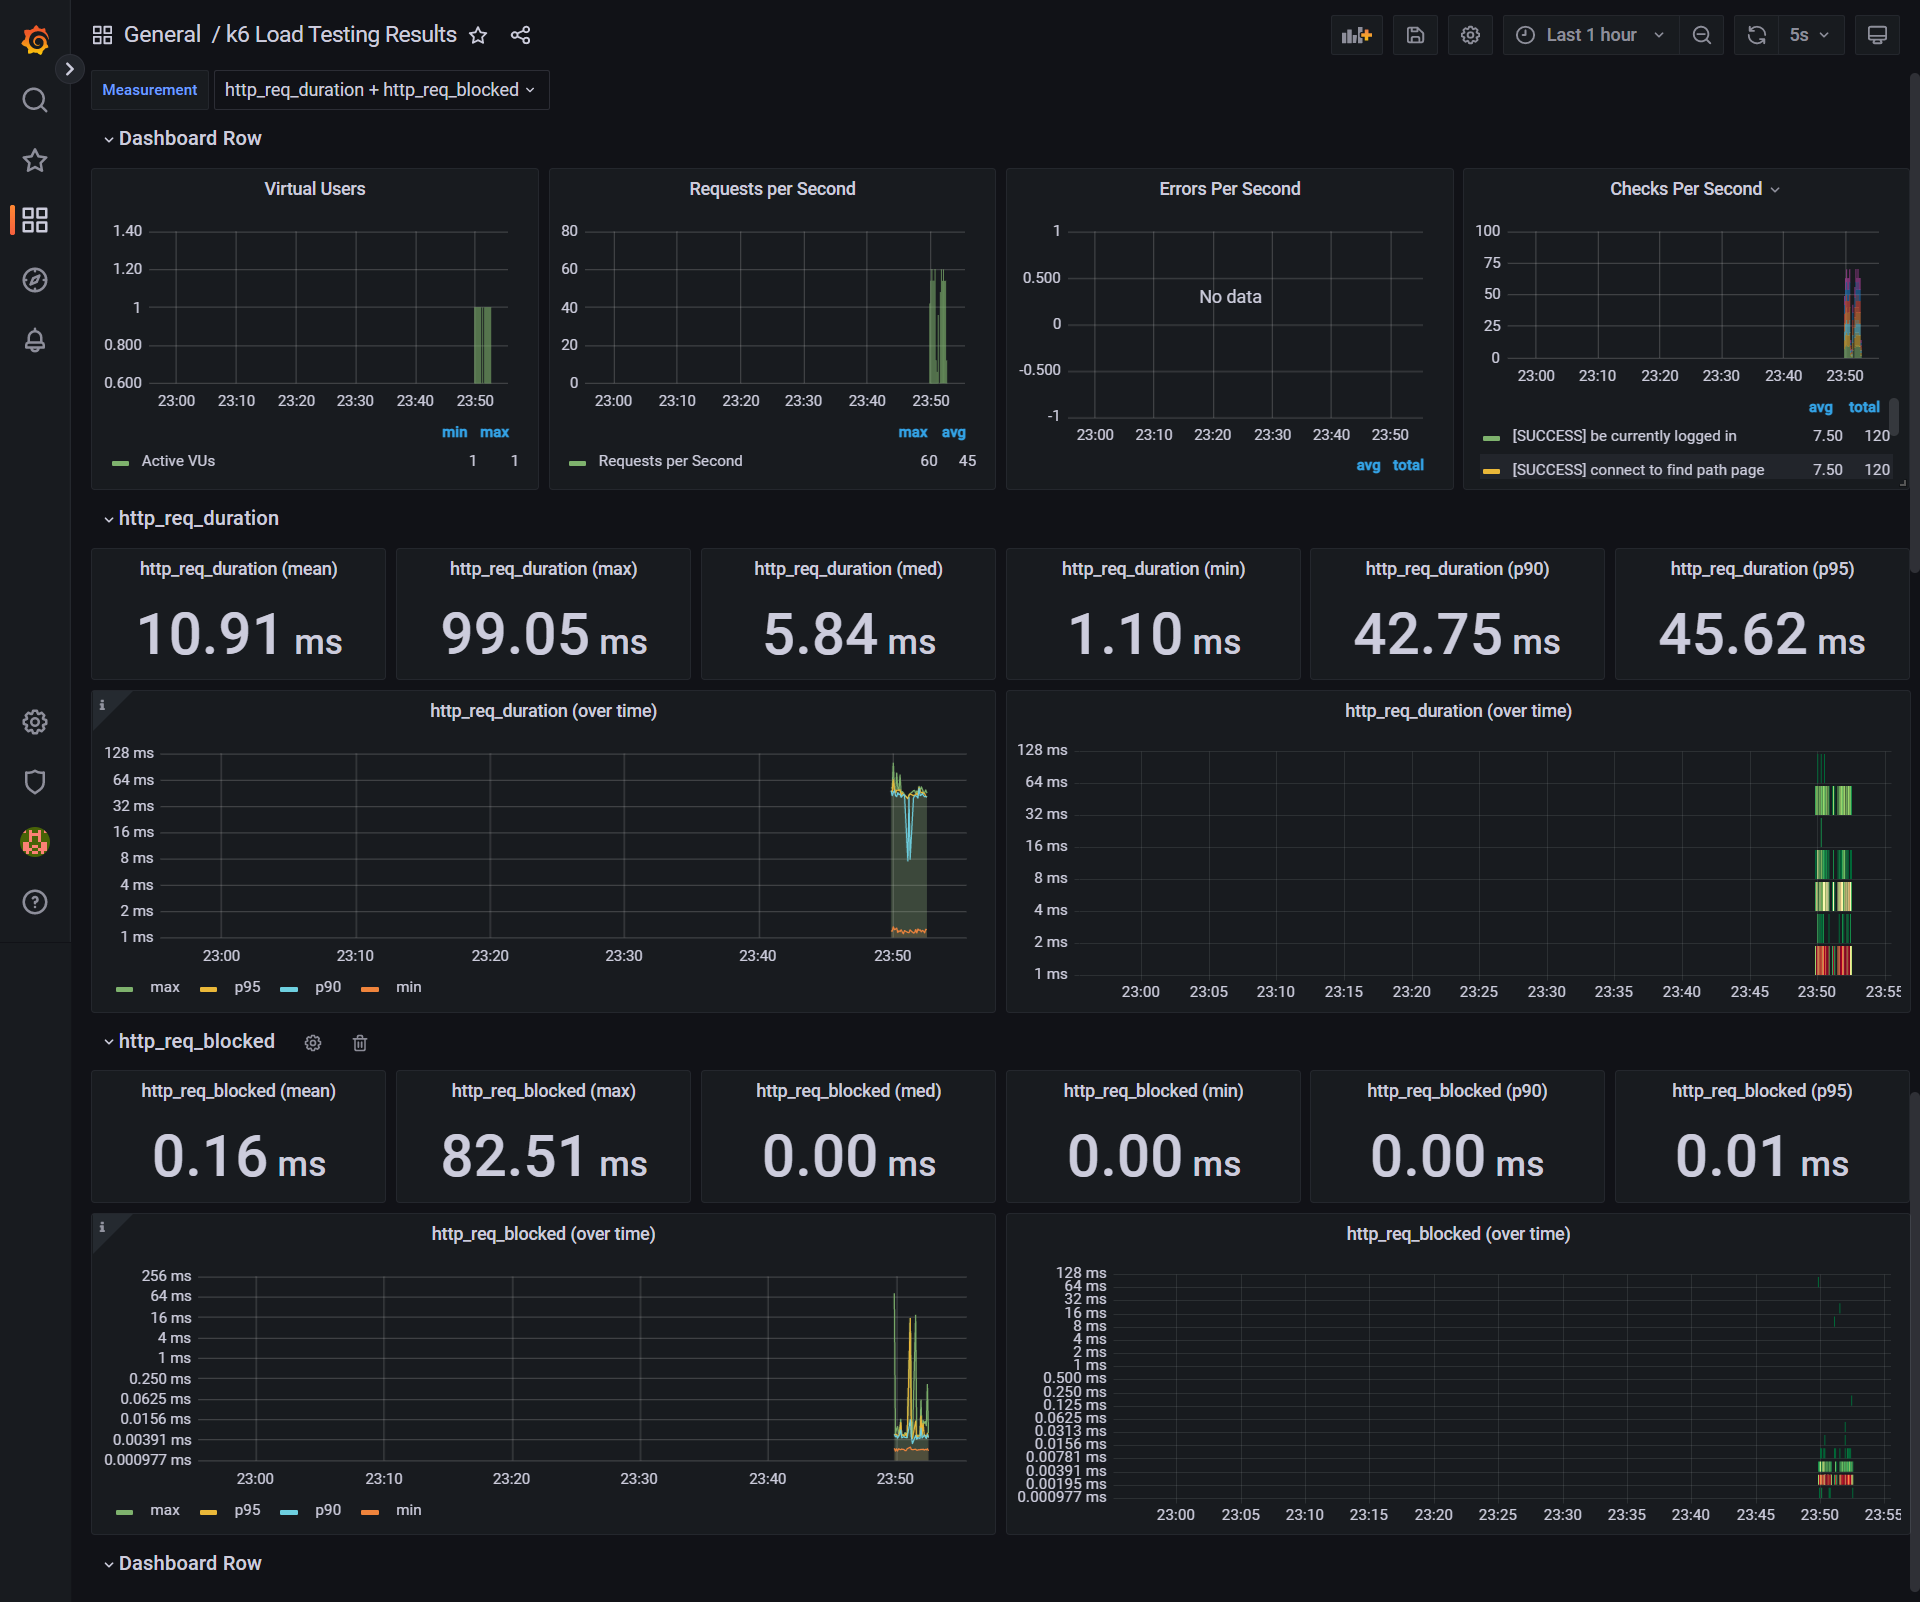 General / k6 Load Testing Results
Last 1 hour
5s
Measurement
http_req_duration + http_req_blocked
Dashboard Row
Virtual Users
1.40
1.20
1
0.800
0.600
23:00 23:10 23:20 23:30 23:40 23:50
min max
Active VUs 1 1
Requests per Second
80
60
40
20
0
23:00 23:10 23:20 23:30 23:40 23:50
max avg
Requests per Second 60 45
Errors Per Second
1
0.500
0
-0.500
-1
No data
23:00 23:10 23:20 23:30 23:40 23:50
avg total
Checks Per Second
100
75
50
25
0
23:00 23:10 23:20 23:30 23:40 23:50
avg total
[SUCCESS] be currently logged in 7.50 120
[SUCCESS] connect to find path page 7.50 120
http_req_duration
http_req_duration (mean)
10.91 ms
http_req_duration (max)
99.05 ms
http_req_duration (med)
5.84 ms
http_req_duration (min)
1.10 ms
http_req_duration (p90)
42.75 ms
http_req_duration (p95)
45.62 ms
http_req_duration (over time)
128 ms
64 ms
32 ms
16 ms
8 ms
4 ms
2 ms
1 ms
23:00 23:10 23:20 23:30 23:40 23:50
max p95 p90 min
http_req_duration (over time)
128 ms
64 ms
32 ms
16 ms
8 ms
4 ms
2 ms
1 ms
23:00 23:05 23:10 23:15 23:20 23:25 23:30 23:35 23:40 23:45 23:50 23:55
http_req_blocked
http_req_blocked (mean)
0.16 ms
http_req_blocked (max)
82.51 ms
http_req_blocked (med)
0.00 ms
http_req_blocked (min)
0.00 ms
http_req_blocked (p90)
0.00 ms
http_req_blocked (p95)
0.01 ms
http_req_blocked (over time)
256 ms
64 ms
16 ms
4 ms
1 ms
0.250 ms
0.0625 ms
0.0156 ms
0.00391 ms
0.000977 ms
23:00 23:10 23:20 23:30 23:40 23:50
max p95 p90 min
http_req_blocked (over time)
128 ms
64 ms
32 ms
16 ms
8 ms
4 ms
2 ms
1 ms
0.500 ms
0.250 ms
0.125 ms
0.0625 ms
0.0313 ms
0.0156 ms
0.00781 ms
0.00391 ms
0.00195 ms
0.000977 ms
23:00 23:05 23:10 23:15 23:20 23:25 23:30 23:35 23:40 23:45 23:50 23:55
Dashboard Row